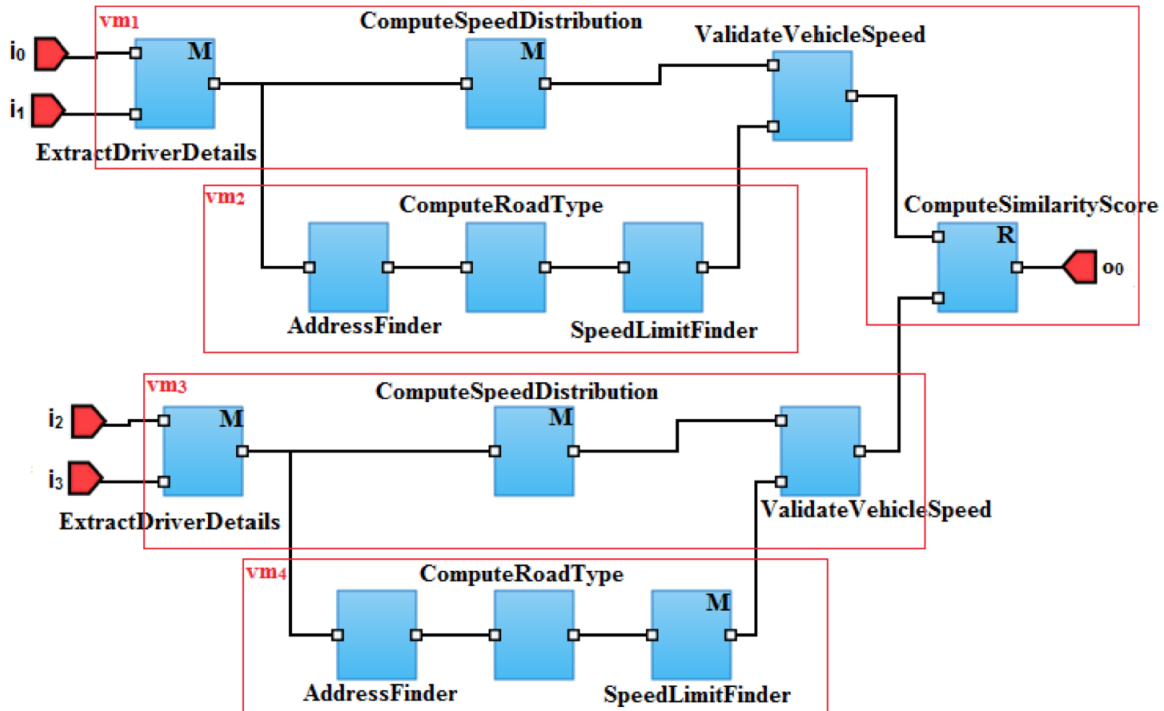 vm1
ComputeSpeedDistribution
i0
M
M
ValidateVehicleSpeed
i1
ExtractDriverDetails
vm2
ComputeRoadType
ComputeSimilarityScore
R
o0
AddressFinder
SpeedLimitFinder
vm3
ComputeSpeedDistribution
i2
M
M
i3
ExtractDriverDetails
ValidateVehicleSpeed
vm4
ComputeRoadType
M
AddressFinder
SpeedLimitFinder